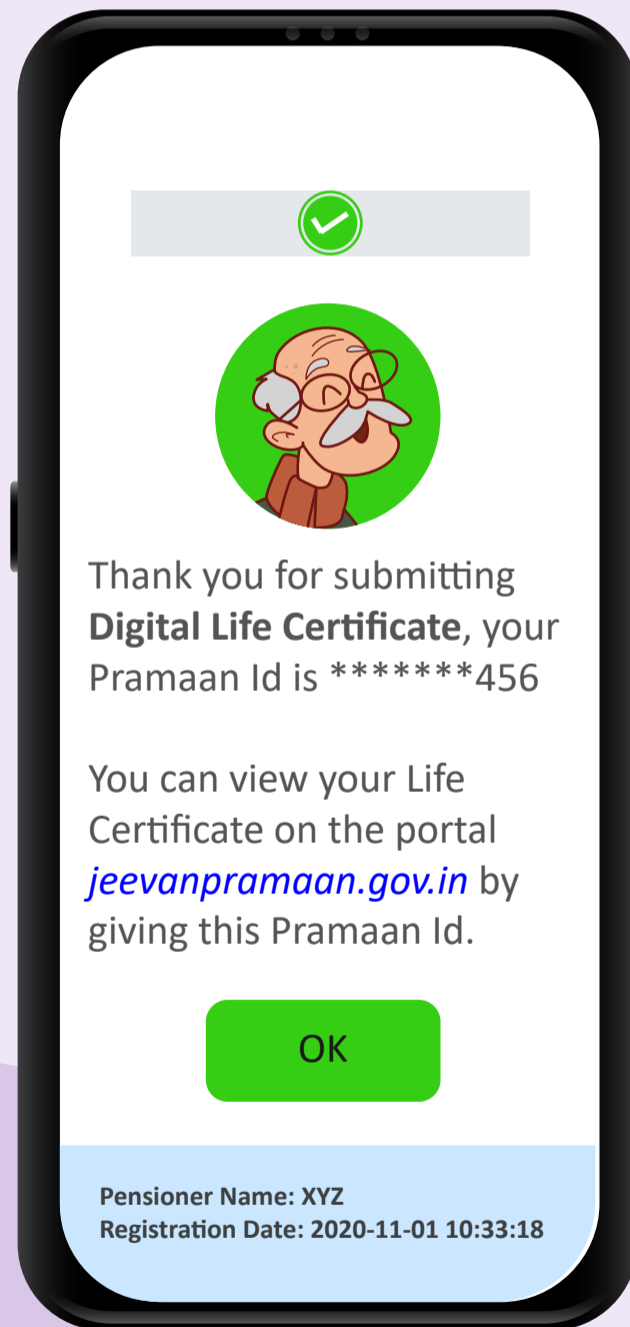 Thank you for submitting
Digital Life Certificate, your
Pramaan Id is *******456
You can view your Life
Certificate on the portal
jeevanpramaan.gov.in by
giving this Pramaan Id.
OK
Pensioner Name: XYZ
Registration Date: 2020-11-01 10:33:18